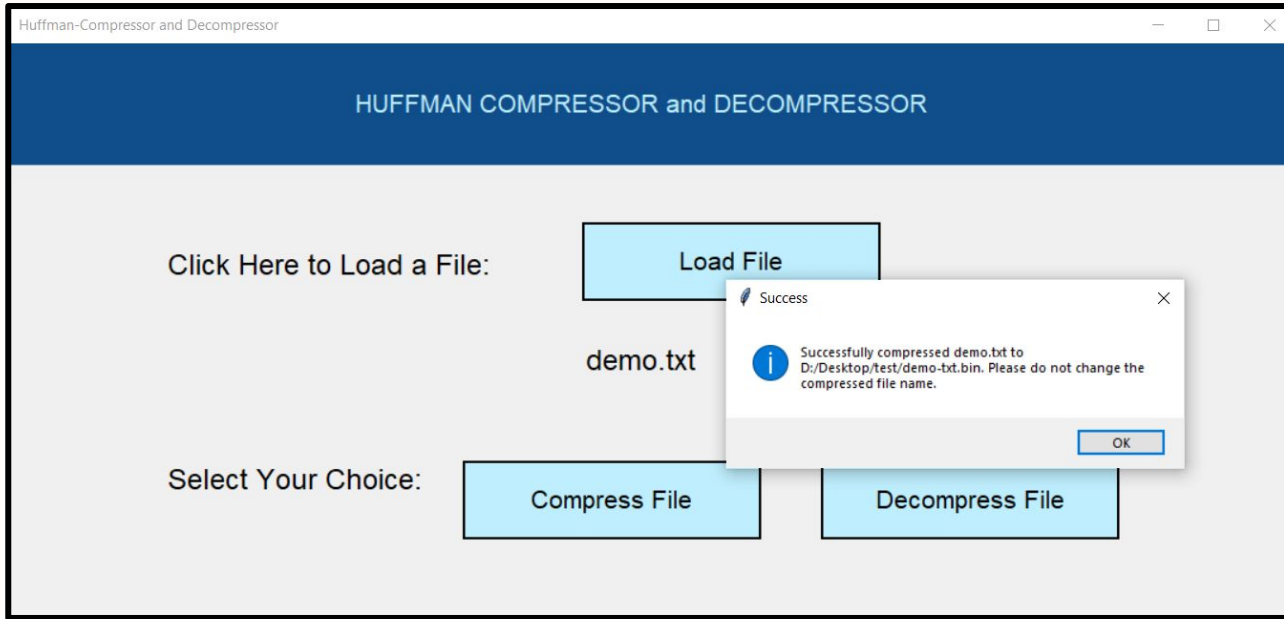 Huffman-Compressor and Decompressor
HUFFMAN COMPRESSOR and DECOMPRESSOR
Click Here to Load a File:
Load File
Success
Successfully compressed demo.txt to
D:/Desktop/test/demo-txt.bin. Please do not change the
compressed file name.
OK
demo.txt
Select Your Choice:
Compress File
Decompress File